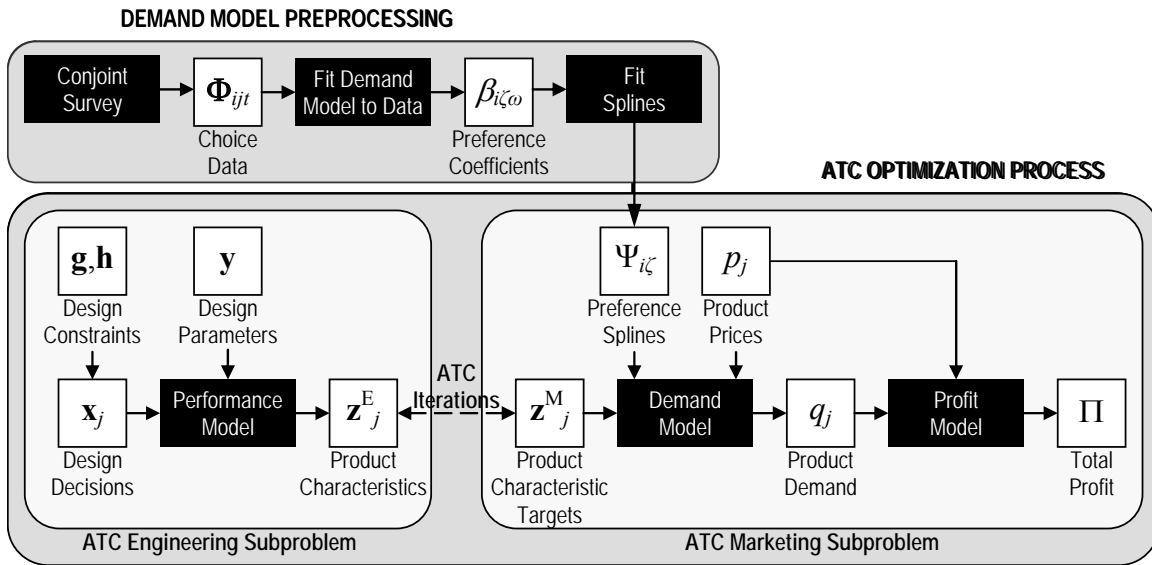 DEMAND MODEL PREPROCESSING
Conjoint
Survey
Φijt
Choice
Data
Fit Demand
Model to Data
βiζω
Preference
Coefficients
Fit
Splines
ATC OPTIMIZATION PROCESS
g,h
Design
Constraints
y
Design
Parameters
xj
Design
Decisions
Performance
Model
zEj
Product
Characteristics
ATC Engineering Subproblem
ATC
Iterations
Ψiζ
Preference
Splines
pj
Product
Prices
zMj
Product
Characteristic
Targets
Demand
Model
qj
Product
Demand
Profit
Model
Π
Total
Profit
ATC Marketing Subproblem